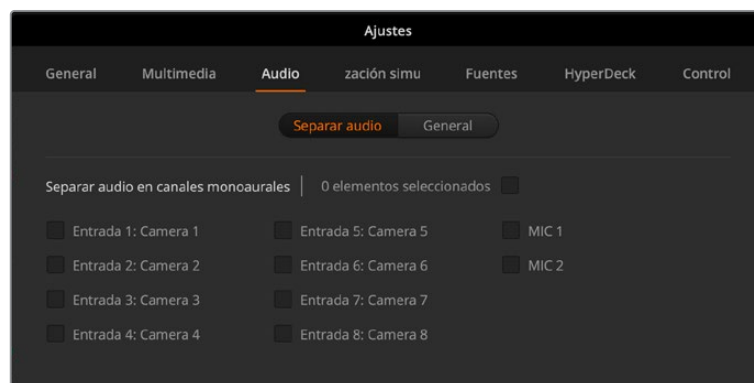 Ajustes
General Multimedia Audio zación simu Fuentes HyperDeck Control
Separar audio General
Separar audio en canales monoaurales | 0 elementos seleccionados
Entrada 1: Camera 1 Entrada 5: Camera 5 MIC 1
Entrada 2: Camera 2 Entrada 6: Camera 6 MIC 2
Entrada 3: Camera 3 Entrada 7: Camera 7
Entrada 4: Camera 4 Entrada 8: Camera 8